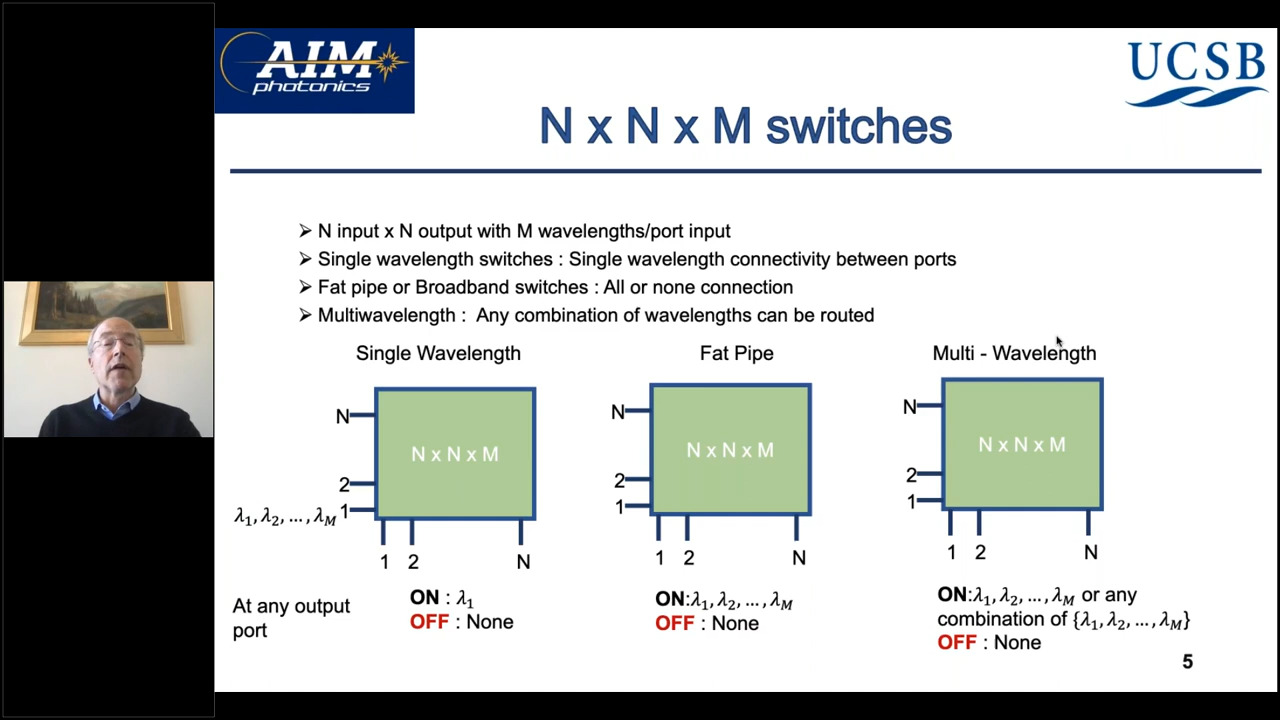 AIM
photonics
UCSB
N x N x M switches
➢ N input x N output with M wavelengths/port input
➢ Single wavelength switches : Single wavelength connectivity between ports
➢ Fat pipe or Broadband switches : All or none connection
➢ Multiwavelength : Any combination of wavelengths can be routed
Single Wavelength
N
2
1
λ₁, λ₂, ..., λ_M
N x N x M
1 2 N
At any output
port
ON : λ₁
OFF : None
Fat Pipe
N
2
1
N x N x M
1 2 N
ON:λ₁, λ₂, ..., λ_M
OFF : None
Multi - Wavelength
N
2
1
N x N x M
1 2 N
ON:λ₁, λ₂, ..., λ_M or any
combination of {λ₁, λ₂, ..., λ_M}
OFF : None
5